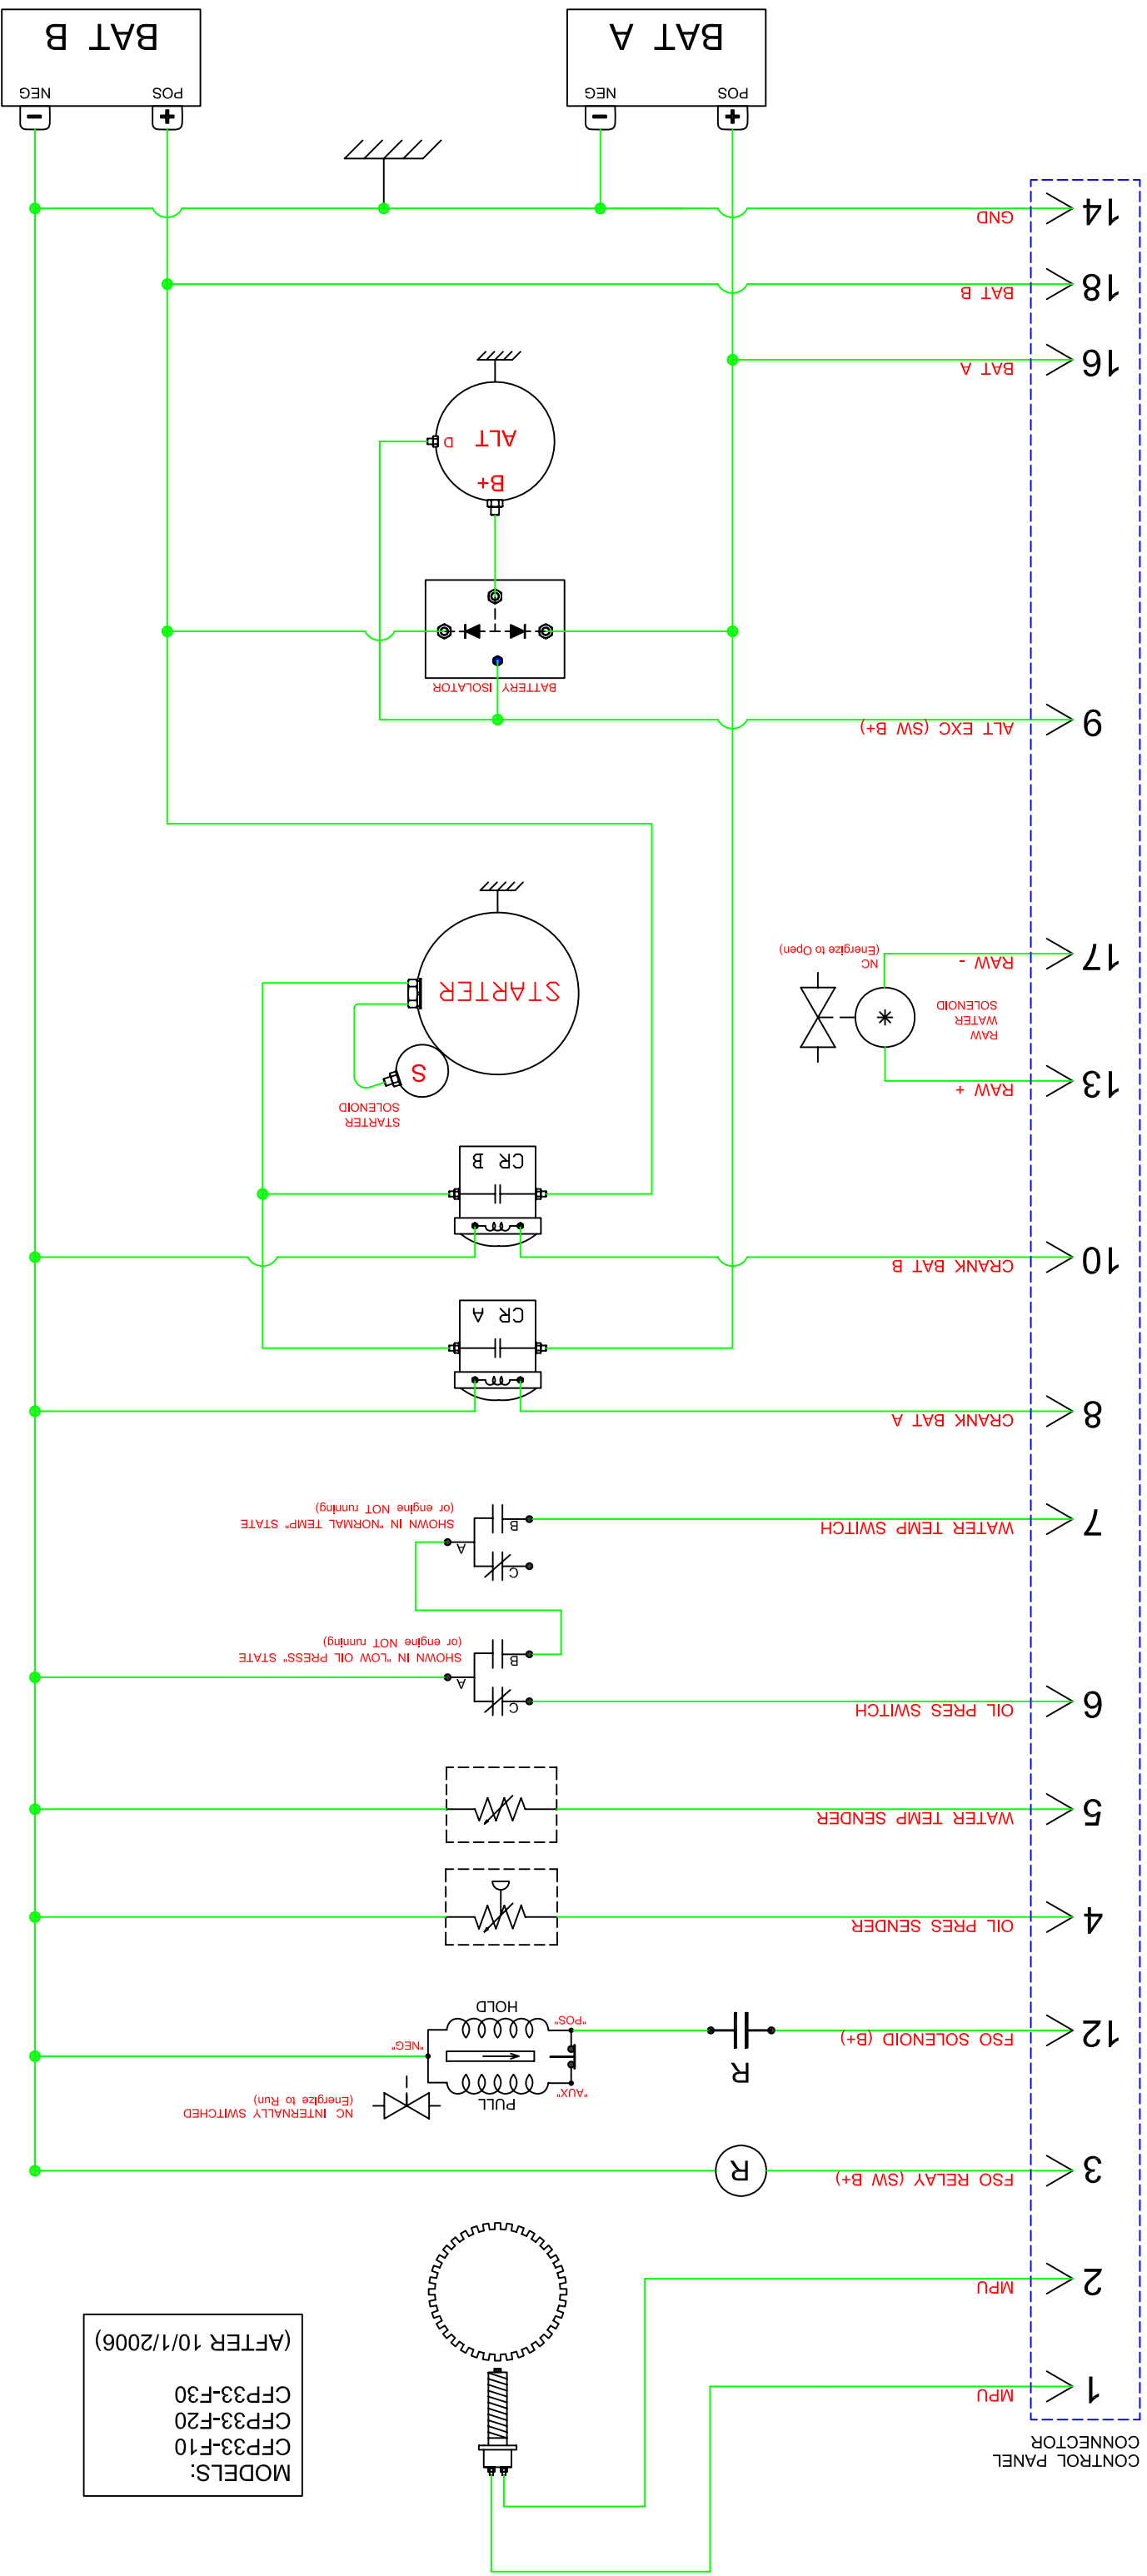 CONTROL PANEL
CONNECTOR
MODELS:
CFP33-F10
CFP33-F20
CFP33-F30
(AFTER 10/1/2006)
1
MPU
2
MPU
3
FSO RELAY (SW B+)
R
12
FSO SOLENOID (B+)
R
"AUX"
PULL
"POS"
HOLD
"NEG"
NC INTERNALLY SWITCHED
(Energize to Run)
4
OIL PRES SENDER
5
WATER TEMP SENDER
6
OIL PRES SWITCH
C
A
B
SHOWN IN "LOW OIL PRESS" STATE
(or engine NOT running)
7
WATER TEMP SWITCH
C
A
B
SHOWN IN "NORMAL TEMP" STATE
(or engine NOT running)
8
CRANK BAT A
CR A
10
CRANK BAT B
CR B
13
RAW +
RAW
WATER
SOLENOID
17
RAW -
NC
(Energize to Open)
STARTER
SOLENOID
S
STARTER
9
ALT EXC (SW B+)
BATTERY ISOLATOR
B+
ALT
D
16
BAT A
18
BAT B
14
GND
POS
NEG
BAT A
POS
NEG
BAT B